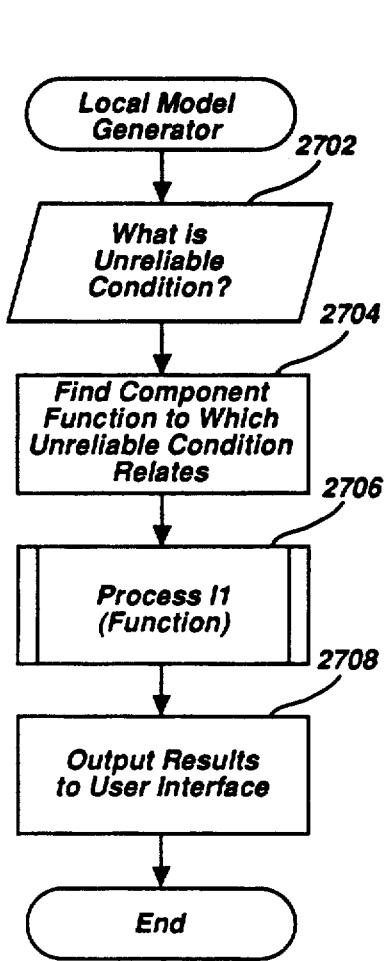 Local Model
Generator
2702
What is
Unreliable
Condition?
2704
Find Component
Function to Which
Unreliable Condition
Relates
2706
Process I1
(Function)
2708
Output Results
to User Interface
End